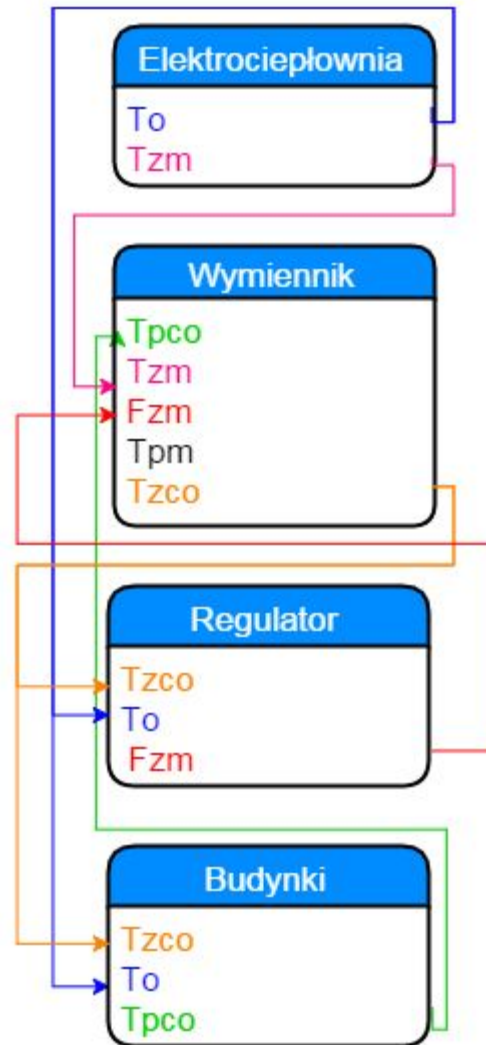 Elektrociepłownia
To
Tzm
Wymiennik
Tpco
Tzm
Fzm
Tpm
Tzco
Regulator
Tzco
To
Fzm
Budynki
Tzco
To
Tpco